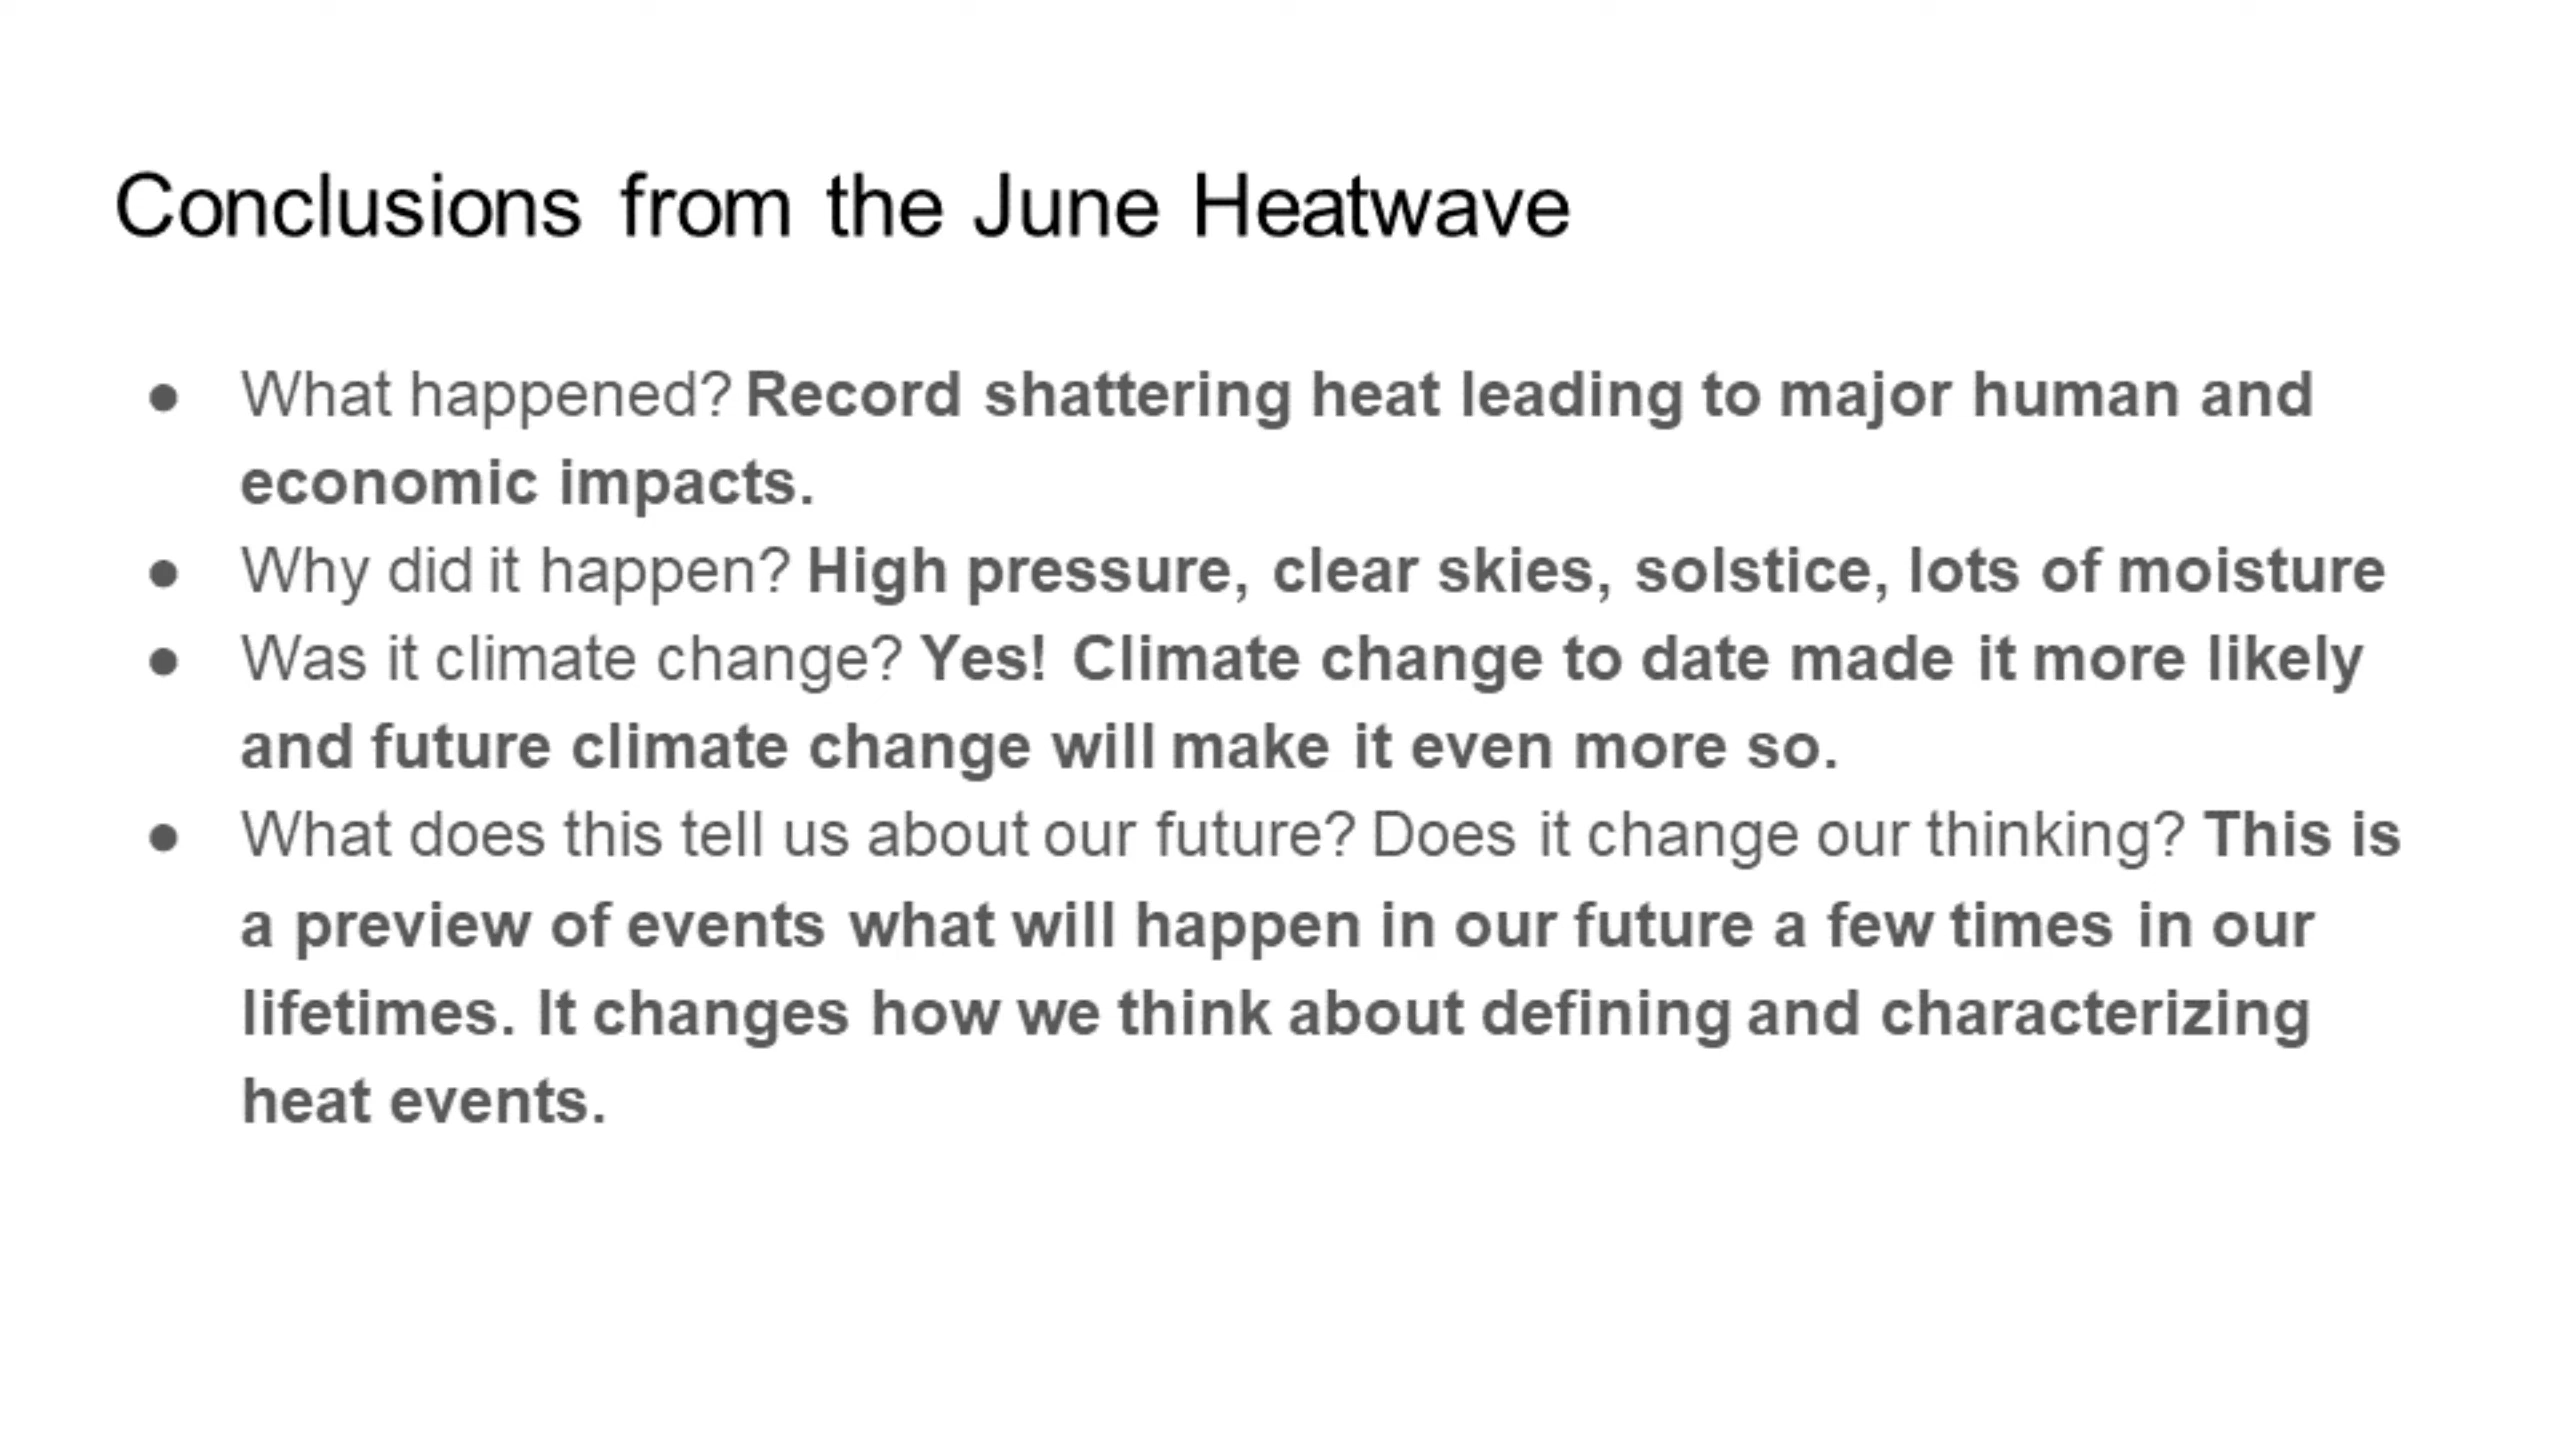 Conclusions from the June Heatwave
● What happened? Record shattering heat leading to major human and
economic impacts.
● Why did it happen? High pressure, clear skies, solstice, lots of moisture
● Was it climate change? Yes! Climate change to date made it more likely
and future climate change will make it even more so.
● What does this tell us about our future? Does it change our thinking? This is
a preview of events what will happen in our future a few times in our
lifetimes. It changes how we think about defining and characterizing
heat events.